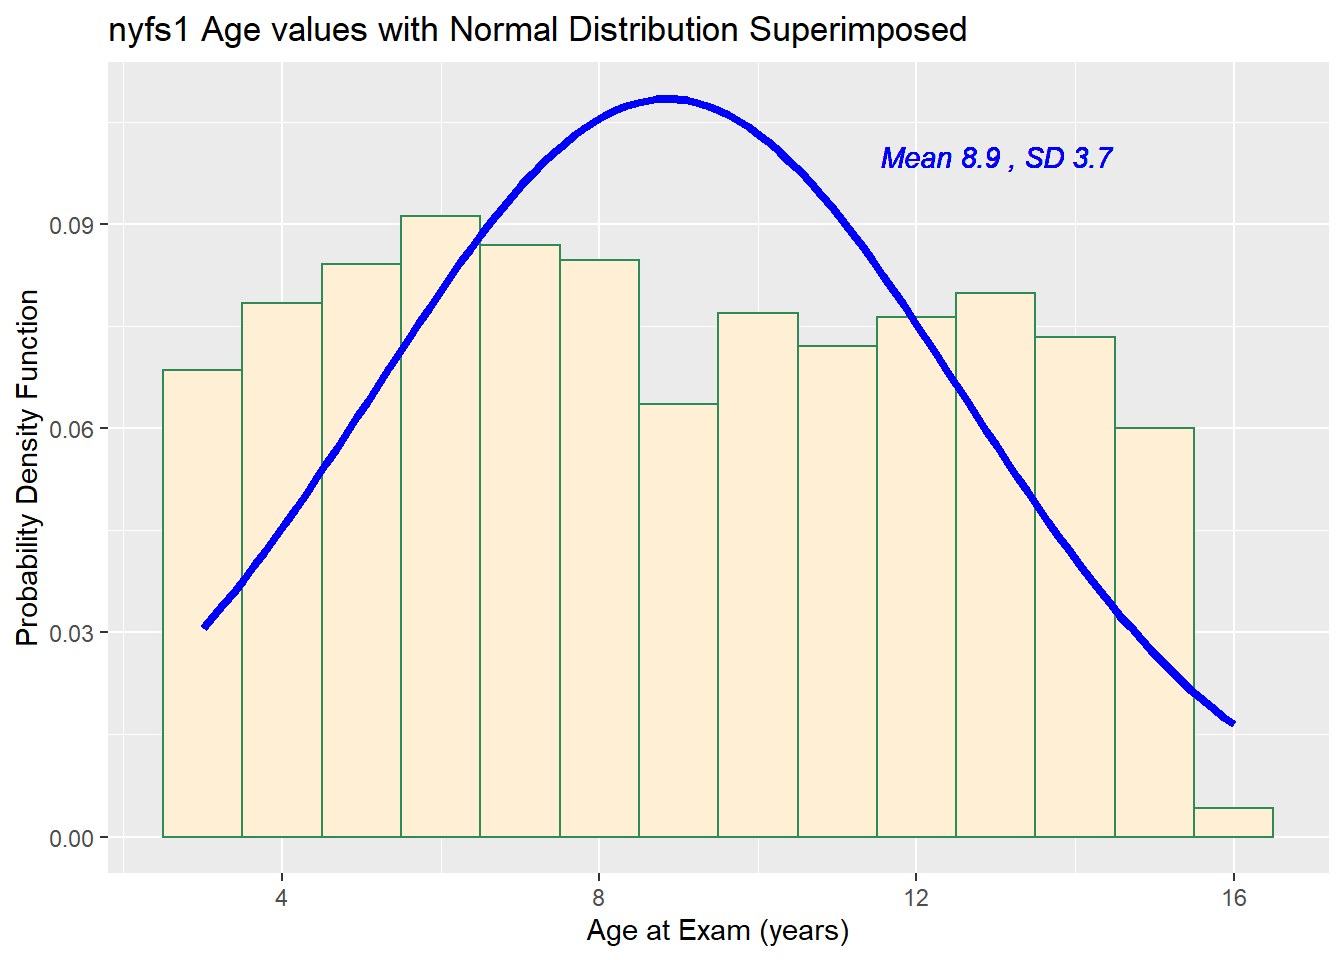 nyfs1 Age values with Normal Distribution Superimposed
Mean 8.9 , SD 3.7
Probability Density Function
0.09
0.06
0.03
0.00
4 8 12 16
Age at Exam (years)